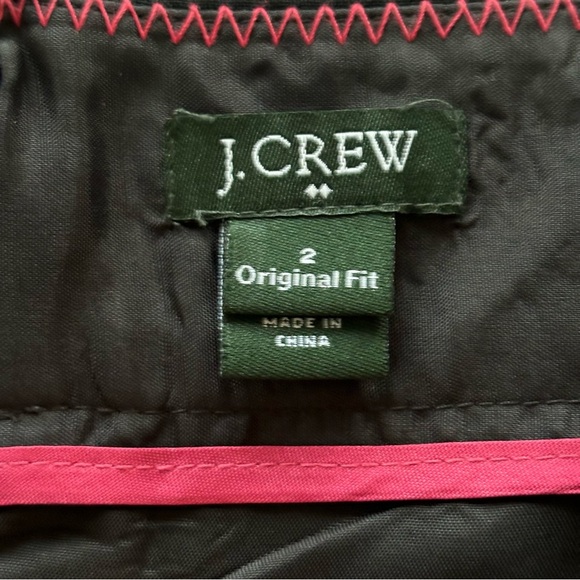 J.CREW
2
Original Fit
MADE IN
CHINA